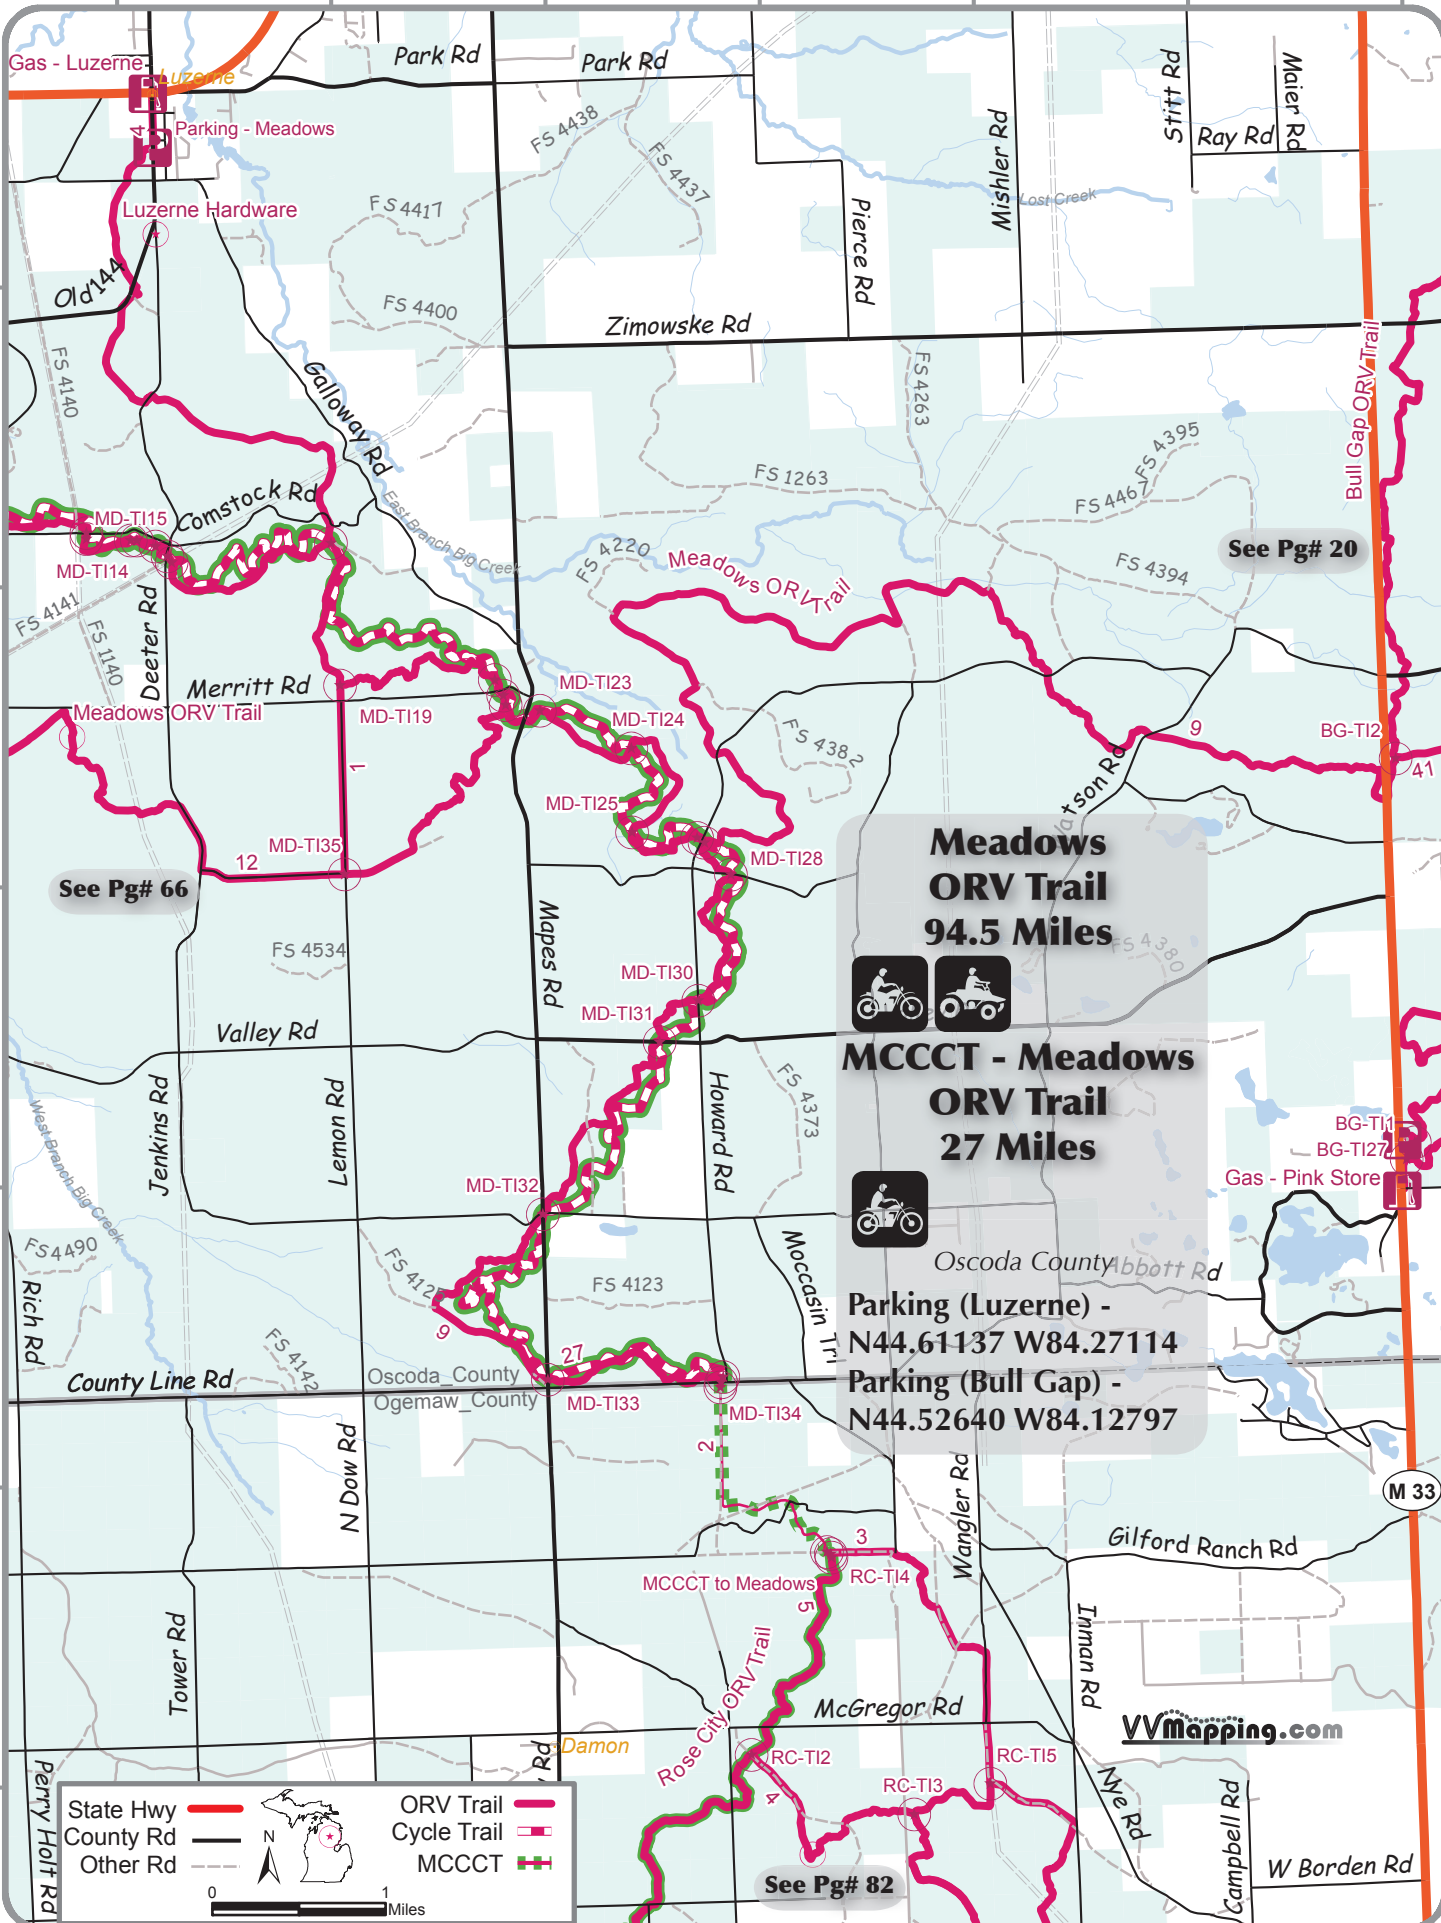 Gas - Luzerne
Luzerne
Park Rd
Park Rd
4
Parking - Meadows
Stitt Rd
Maier Rd
Ray Rd
FS 4438
FS 4437
Mishler Rd
Lost Creek
FS 4417
Pierce Rd
Luzerne Hardware
Old 144
FS 4400
Zimowske Rd
FS 4140
Galloway Rd
FS 4263
Bull Gap ORV Trail
FS 4395
FS 1263
FS 4467
Comstock Rd
East Branch Big Creek
MD-TI15
MD-TI14
FS 4220
Meadows ORV Trail
FS 4394
See Pg# 20
FS 4141
FS 1140
Deeter Rd
Merritt Rd
Meadows ORV Trail
MD-TI19
MD-TI23
MD-TI24
FS 4382
9
BG-TI2
41
1
MD-TI25
atson Rd
MD-TI35
12
MD-TI28
See Pg# 66
Meadows
ORV Trail
94.5 Miles
FS 4380
Mapes Rd
FS 4534
MD-TI30
MD-TI31
Valley Rd
MCCCT - Meadows
ORV Trail
27 Miles
FS 4373
Howard Rd
Jenkins Rd
Lemon Rd
West Branch Big Creek
BG-TI1
BG-TI27
Gas - Pink Store
MD-TI32
Moccasin Trl
FS 4490
FS 4123
Oscoda County
Abbott Rd
Parking (Luzerne) -
N44.61137 W84.27114
Parking (Bull Gap) -
N44.52640 W84.12797
Rich Rd
FS 4142
9
27
County Line Rd
Oscoda_County
Ogemaw_County
MD-TI33
MD-TI34
2
N Dow Rd
Wangler Rd
M 33
Gilford Ranch Rd
3
MCCCT to Meadows
RC-TI4
5
Inman Rd
Tower Rd
Rose City ORV Trail
McGregor Rd
VVMapping.com
Damon
Rd
RC-TI2
RC-TI5
RC-TI3
4
Nye Rd
Campbell Rd
W Borden Rd
Perry Holt Rd
See Pg# 82
State Hwy
County Rd
Other Rd
N
ORV Trail
Cycle Trail
MCCCT
0 1
Miles